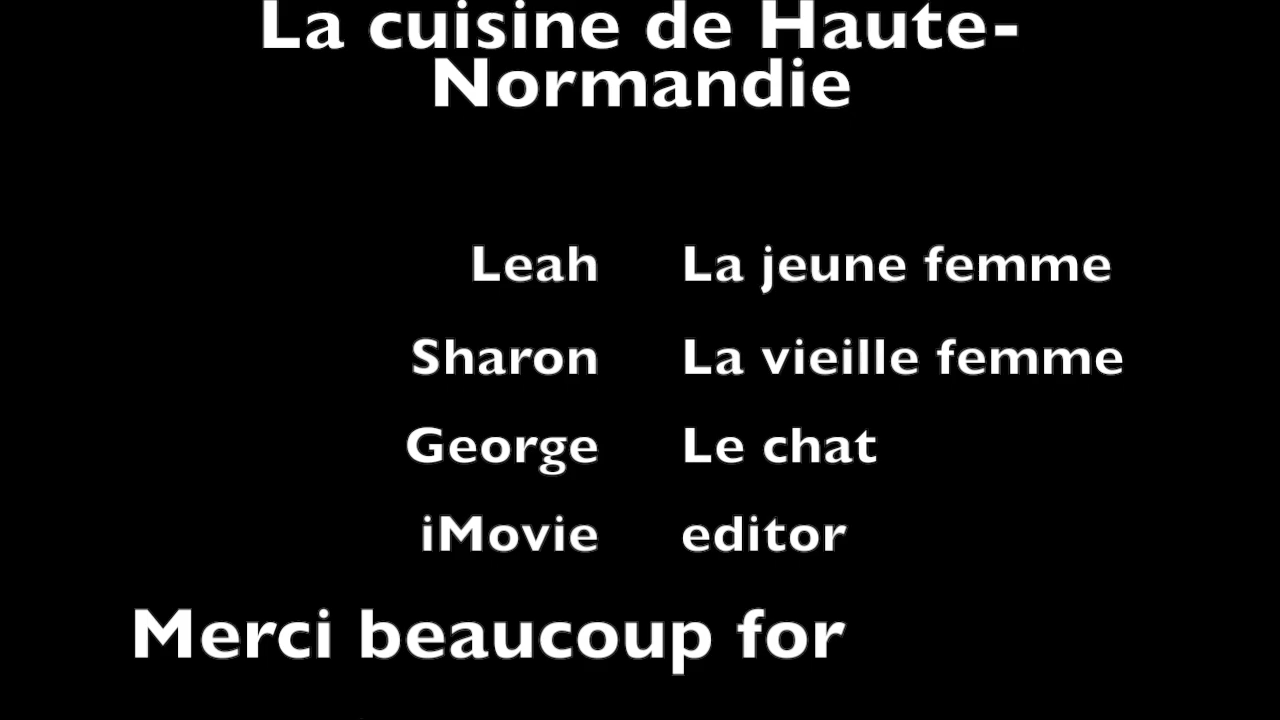 La cuisine de Haute-
Normandie
Leah La jeune femme
Sharon La vieille femme
George Le chat
iMovie editor
Merci beaucoup for